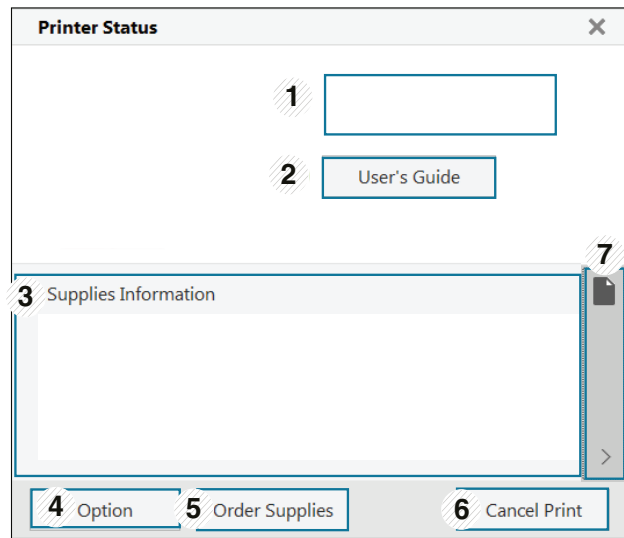 Printer Status
1
2 User's Guide
7
3 Supplies Information
4 Option 5 Order Supplies 6 Cancel Print